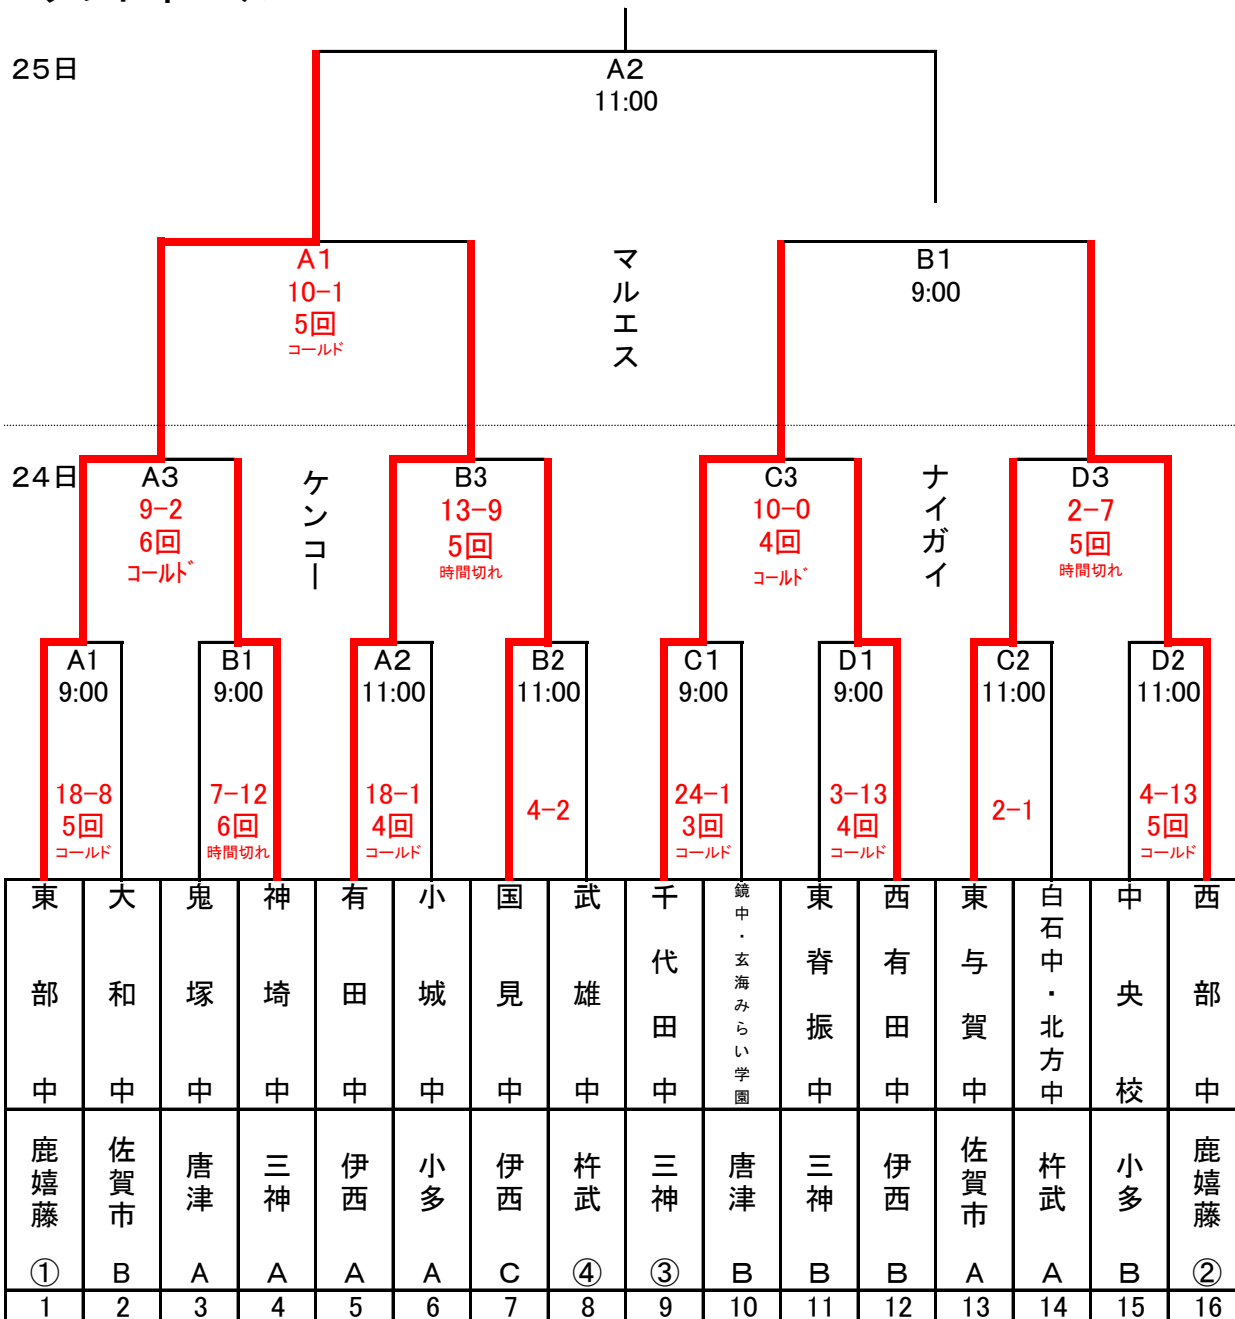 25日
A2
11:00
A1
10-1
5回
コールド
マルエス
B1
9:00
24日
A3
9-2
6回
コールド
ケンコー
B3
13-9
5回
時間切れ
C3
10-0
4回
コールド
ナイガイ
D3
2-7
5回
時間切れ
A1
9:00
18-8
5回
コールド
B1
9:00
7-12
6回
時間切れ
A2
11:00
18-1
4回
コールド
B2
11:00
4-2
C1
9:00
24-1
3回
コールド
D1
9:00
3-13
4回
コールド
C2
11:00
2-1
D2
11:00
4-13
5回
コールド
東部中
大和中
鬼塚中
神埼中
有田中
小城中
国見中
武雄中
千代田中
鏡中・玄海みらい学園
東脊振中
西有田中
東与賀中
白石中・北方中
中央校
西部中
鹿嬉藤
佐賀市
唐津
三神
伊西
小多
伊西
杵武
三神
唐津
三神
伊西
佐賀市
杵武
小多
鹿嬉藤
① B A A A A C ④ ③ B B B A A B ②
1 2 3 4 5 6 7 8 9 10 11 12 13 14 15 16